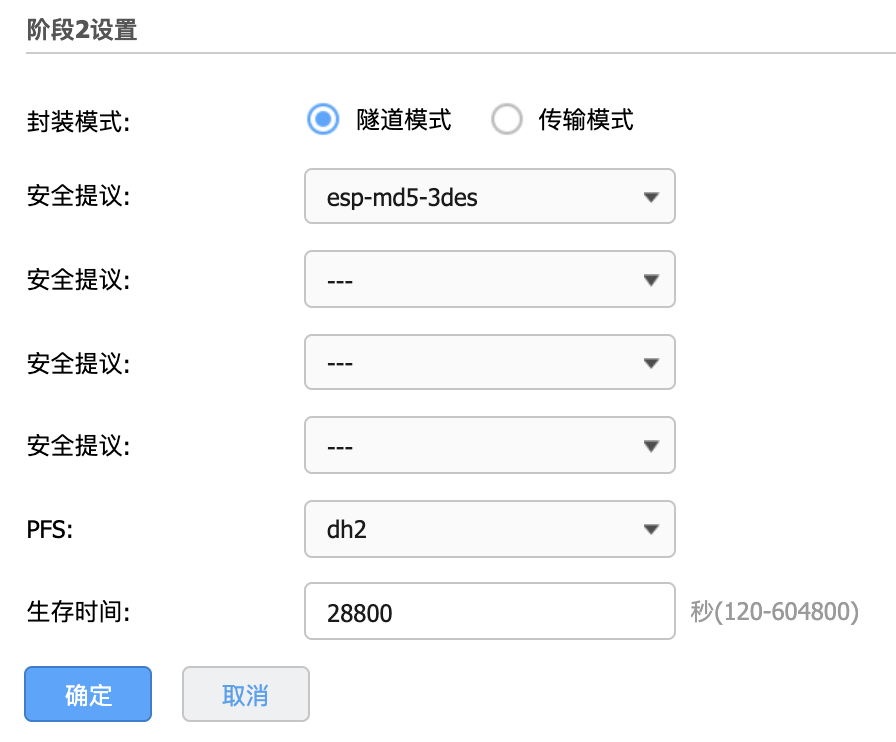 阶段2设置
封装模式: 隧道模式 传输模式
安全提议: esp-md5-3des
安全提议: ---
安全提议: ---
安全提议: ---
PFS: dh2
生存时间: 28800 秒(120-604800)
确定 取消